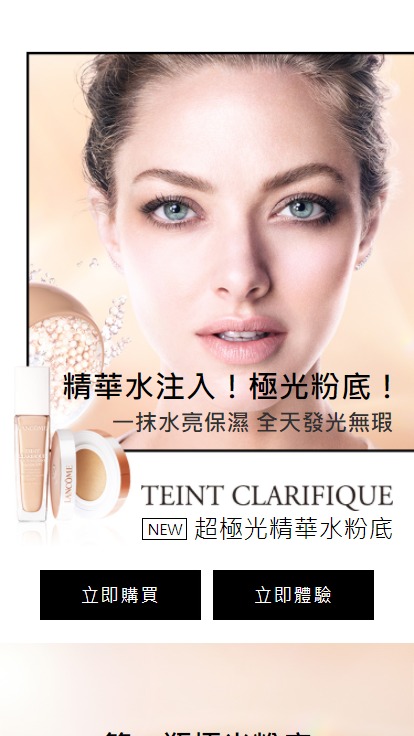 精華水注入！極光粉底！
一抹水亮保濕 全天發光無瑕
LANCÔME
TEINT CLARIFIQUE
NEW 超極光精華水粉底
立即購買
立即體驗